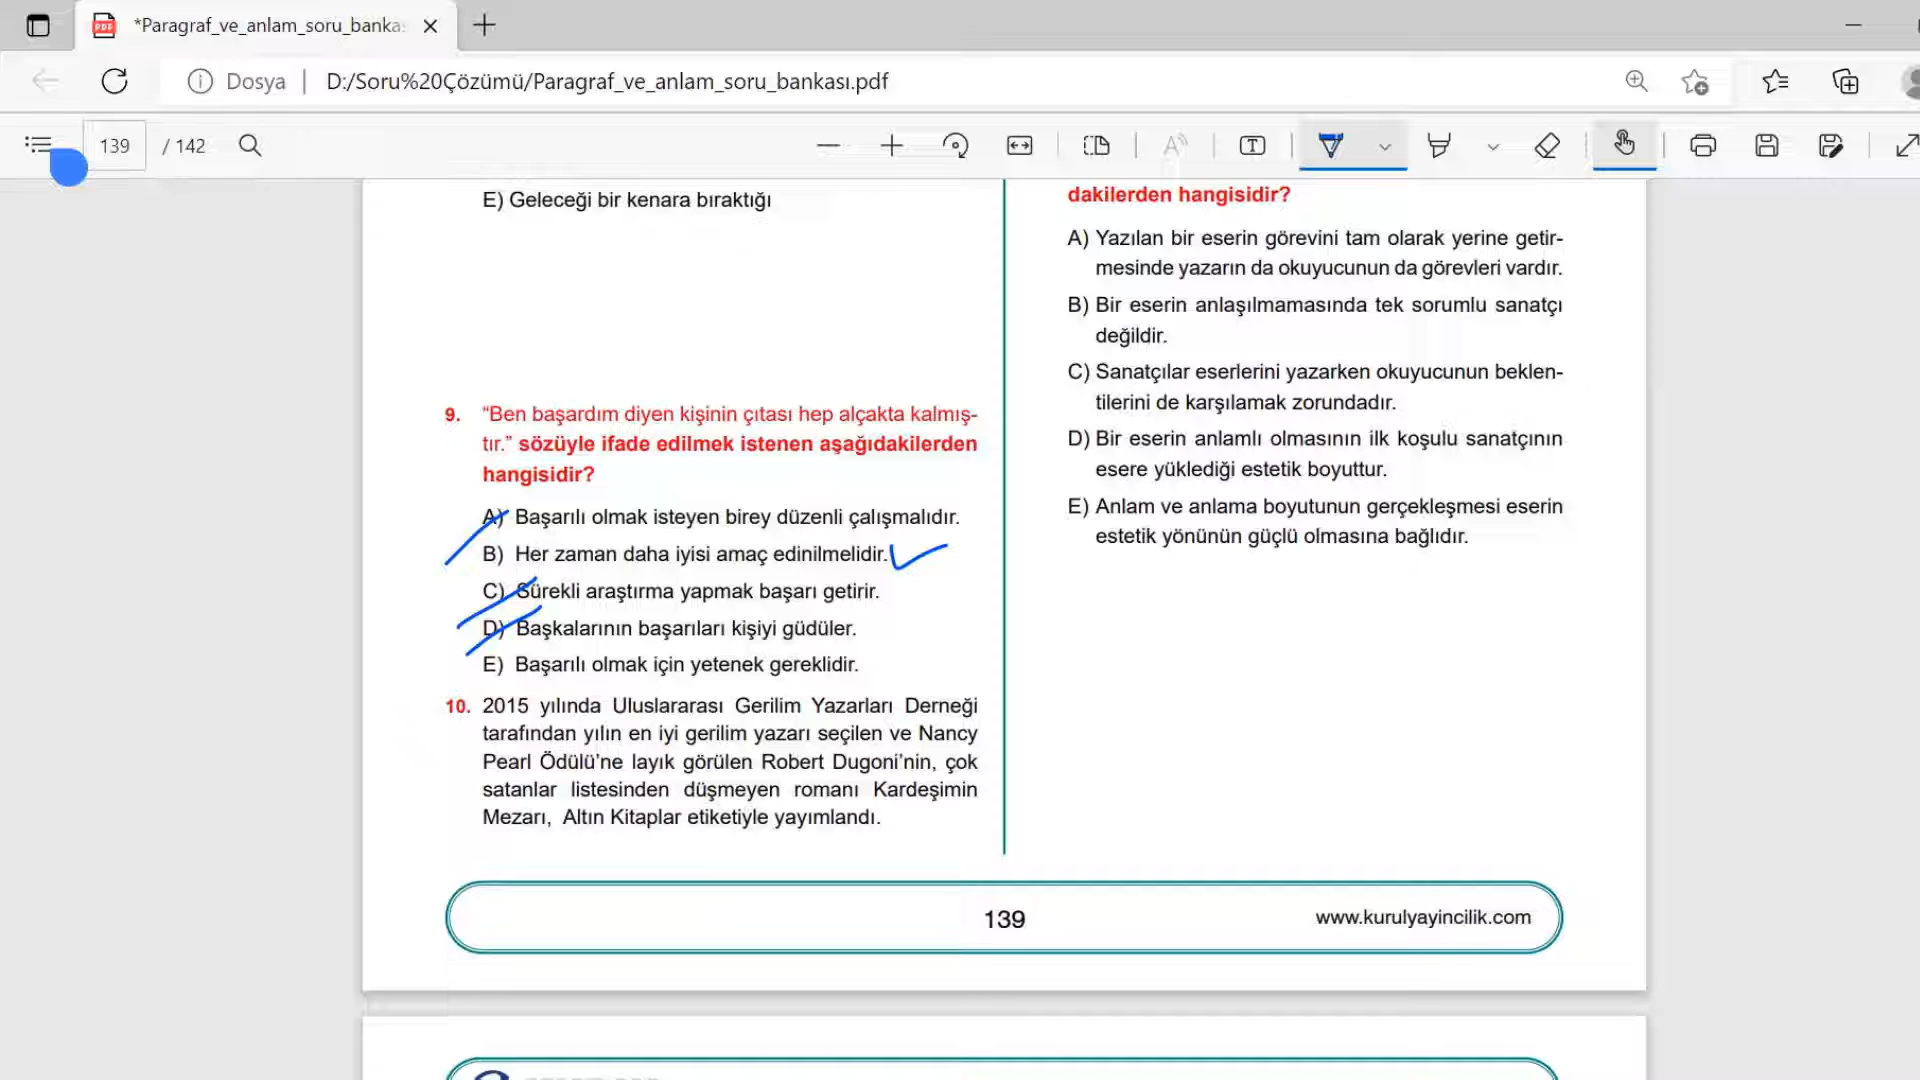 *Paragraf_ve_anlam_soru_banka
Dosya
D:/Soru%20Çözümü/Paragraf_ve_anlam_soru_bankası.pdf
139 / 142
E) Geleceği bir kenara bıraktığı
9. “Ben başardım diyen kişinin çıtası hep alçakta kalmış-
tır.” sözüyle ifade edilmek istenen aşağıdakilerden
hangisidir?
A) Başarılı olmak isteyen birey düzenli çalışmalıdır.
B) Her zaman daha iyisi amaç edinilmelidir.
C) Sürekli araştırma yapmak başarı getirir.
D) Başkalarının başarıları kişiyi güdüler.
E) Başarılı olmak için yetenek gereklidir.
10. 2015 yılında Uluslararası Gerilim Yazarları Derneği
tarafından yılın en iyi gerilim yazarı seçilen ve Nancy
Pearl Ödülü’ne layık görülen Robert Dugoni’nin, çok
satanlar listesinden düşmeyen romanı Kardeşimin
Mezarı, Altın Kitaplar etiketiyle yayımlandı.
dakilerden hangisidir?
A) Yazılan bir eserin görevini tam olarak yerine getir-
mesinde yazarın da okuyucunun da görevleri vardır.
B) Bir eserin anlaşılmamasında tek sorumlu sanatçı
değildir.
C) Sanatçılar eserlerini yazarken okuyucunun beklen-
tilerini de karşılamak zorundadır.
D) Bir eserin anlamlı olmasının ilk koşulu sanatçının
esere yüklediği estetik boyuttur.
E) Anlam ve anlama boyutunun gerçekleşmesi eserin
estetik yönünün güçlü olmasına bağlıdır.
139
www.kurulyayincilik.com